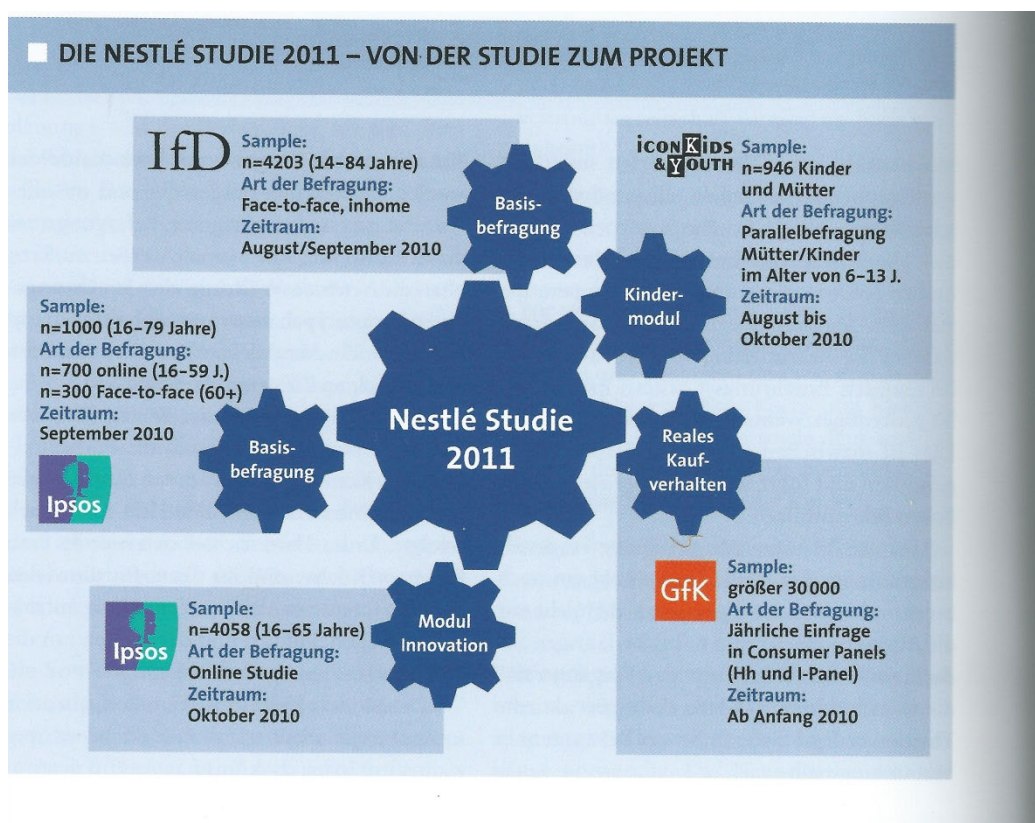 DIE NESTLÉ STUDIE 2011 – VON DER STUDIE ZUM PROJEKT
IfD
Sample:
n=4203 (14–84 Jahre)
Art der Befragung:
Face-to-face, inhome
Zeitraum:
August/September 2010
Basis-
befragung
iCON KiDS
& YOUTH
Sample:
n=946 Kinder
und Mütter
Art der Befragung:
Parallelbefragung
Mütter/Kinder
im Alter von 6–13 J.
Zeitraum:
August bis
Oktober 2010
Kinder-
modul
Sample:
n=1000 (16–79 Jahre)
Art der Befragung:
n=700 online (16–59 J.)
n=300 Face-to-face (60+)
Zeitraum:
September 2010
Ipsos
Basis-
befragung
Nestlé Studie
2011
Reales
Kauf-
verhalten
GfK
Sample:
größer 30 000
Art der Befragung:
Jährliche Einfrage
in Consumer Panels
(Hh und I-Panel)
Zeitraum:
Ab Anfang 2010
Ipsos
Sample:
n=4058 (16–65 Jahre)
Art der Befragung:
Online Studie
Zeitraum:
Oktober 2010
Modul
Innovation